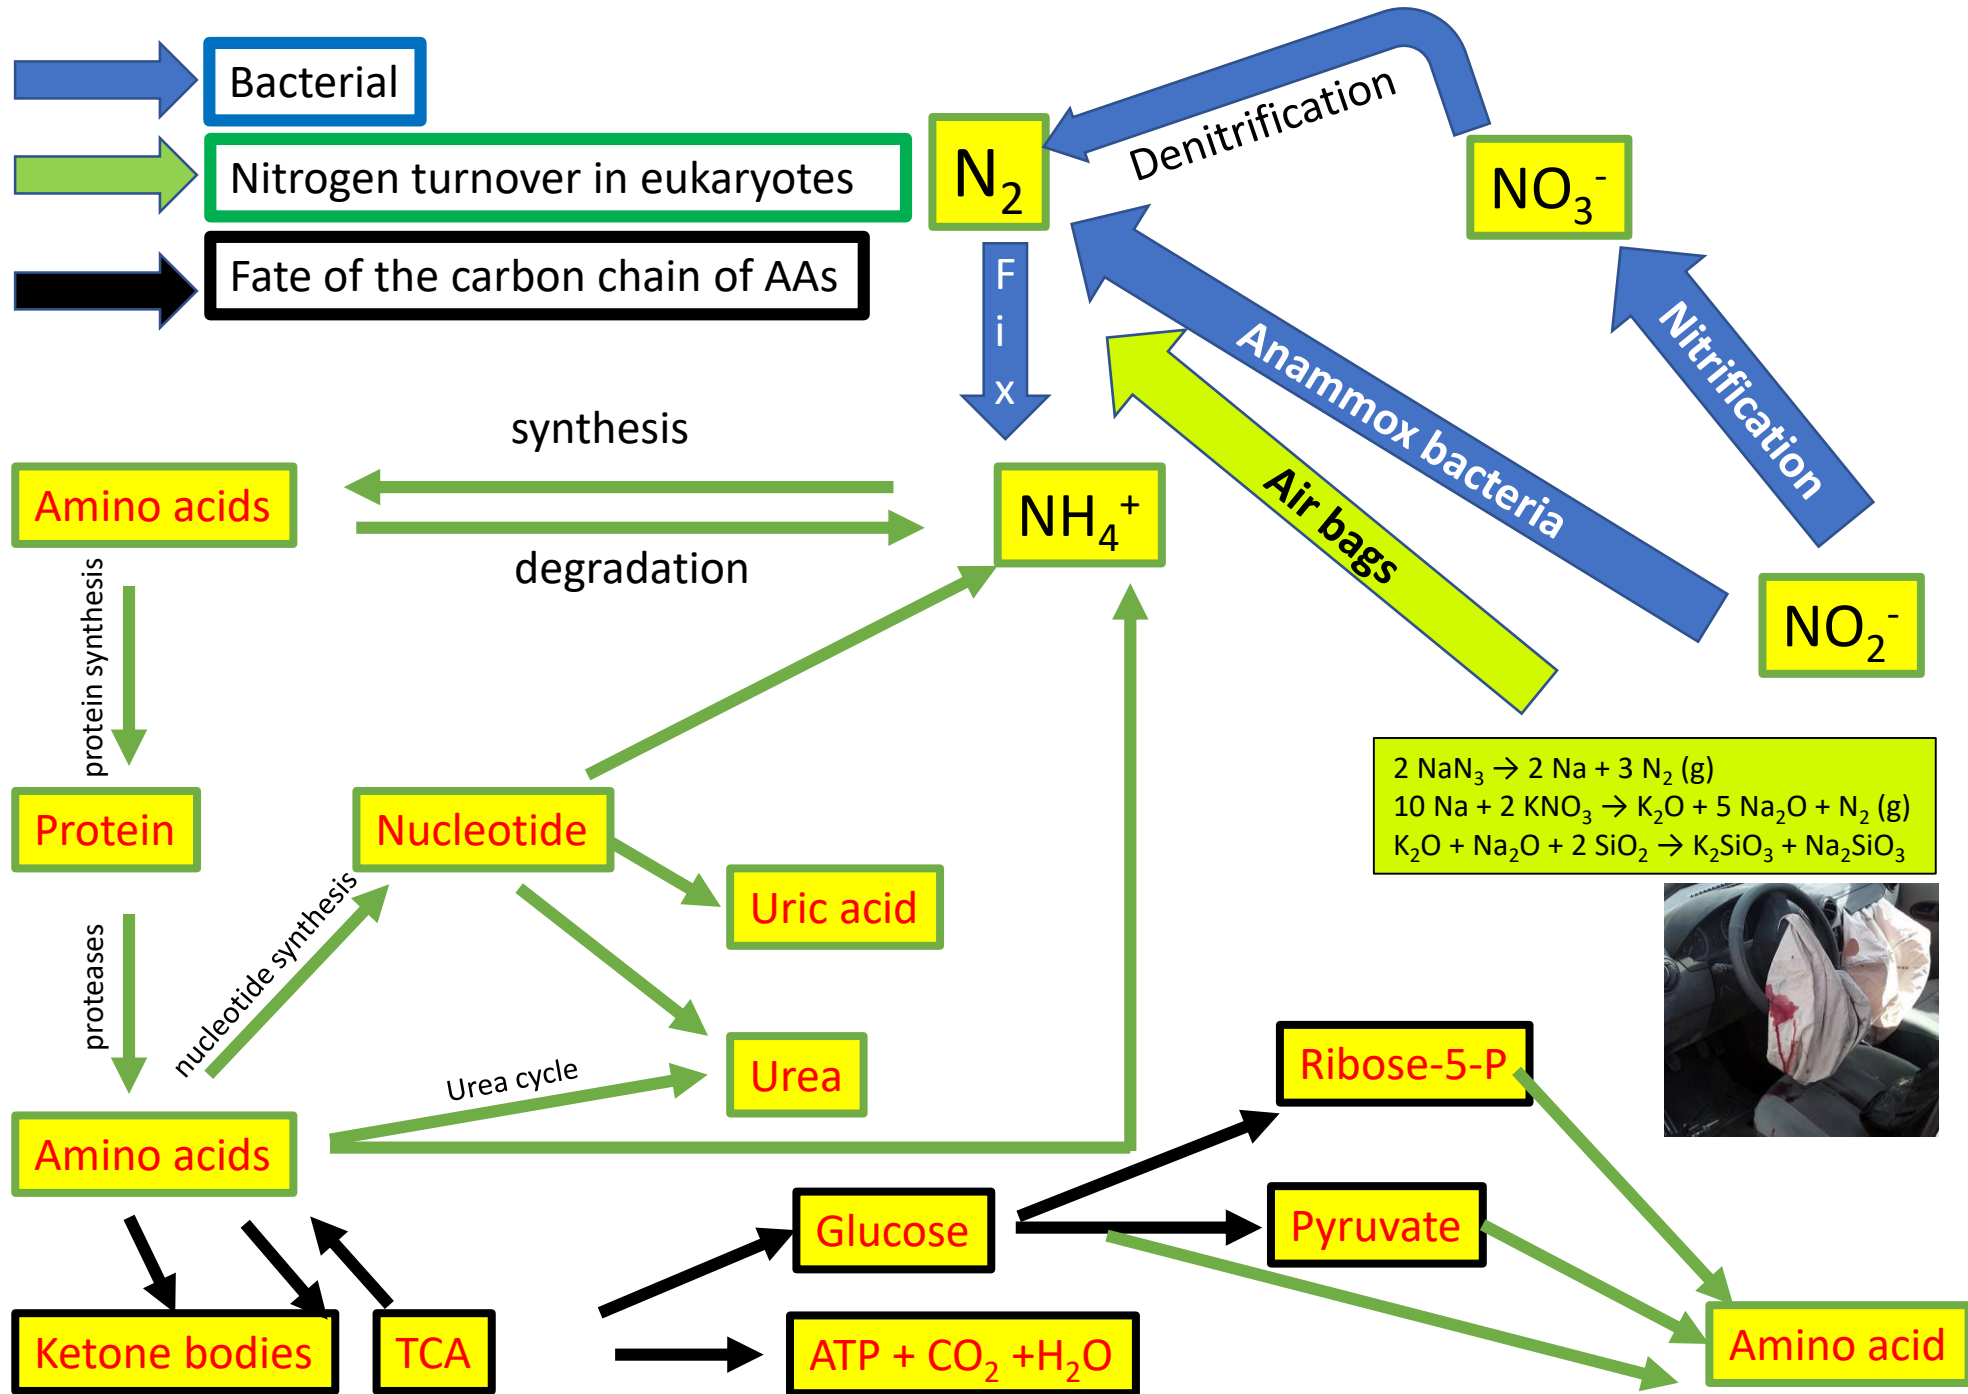 Bacterial
Nitrogen turnover in eukaryotes
Fate of the carbon chain of AAs
N₂
Denitrification
NO₃⁻
Fix
Anammox bacteria
Nitrification
Air bags
synthesis
Amino acids
NH₄⁺
degradation
NO₂⁻
protein synthesis
2 NaN₃ → 2 Na + 3 N₂ (g)
10 Na + 2 KNO₃ → K₂O + 5 Na₂O + N₂ (g)
K₂O + Na₂O + 2 SiO₂ → K₂SiO₃ + Na₂SiO₃
Protein
Nucleotide
Uric acid
proteases
nucleotide synthesis
Urea cycle
Urea
Ribose-5-P
Amino acids
Glucose
Pyruvate
Ketone bodies
TCA
ATP + CO₂ +H₂O
Amino acid